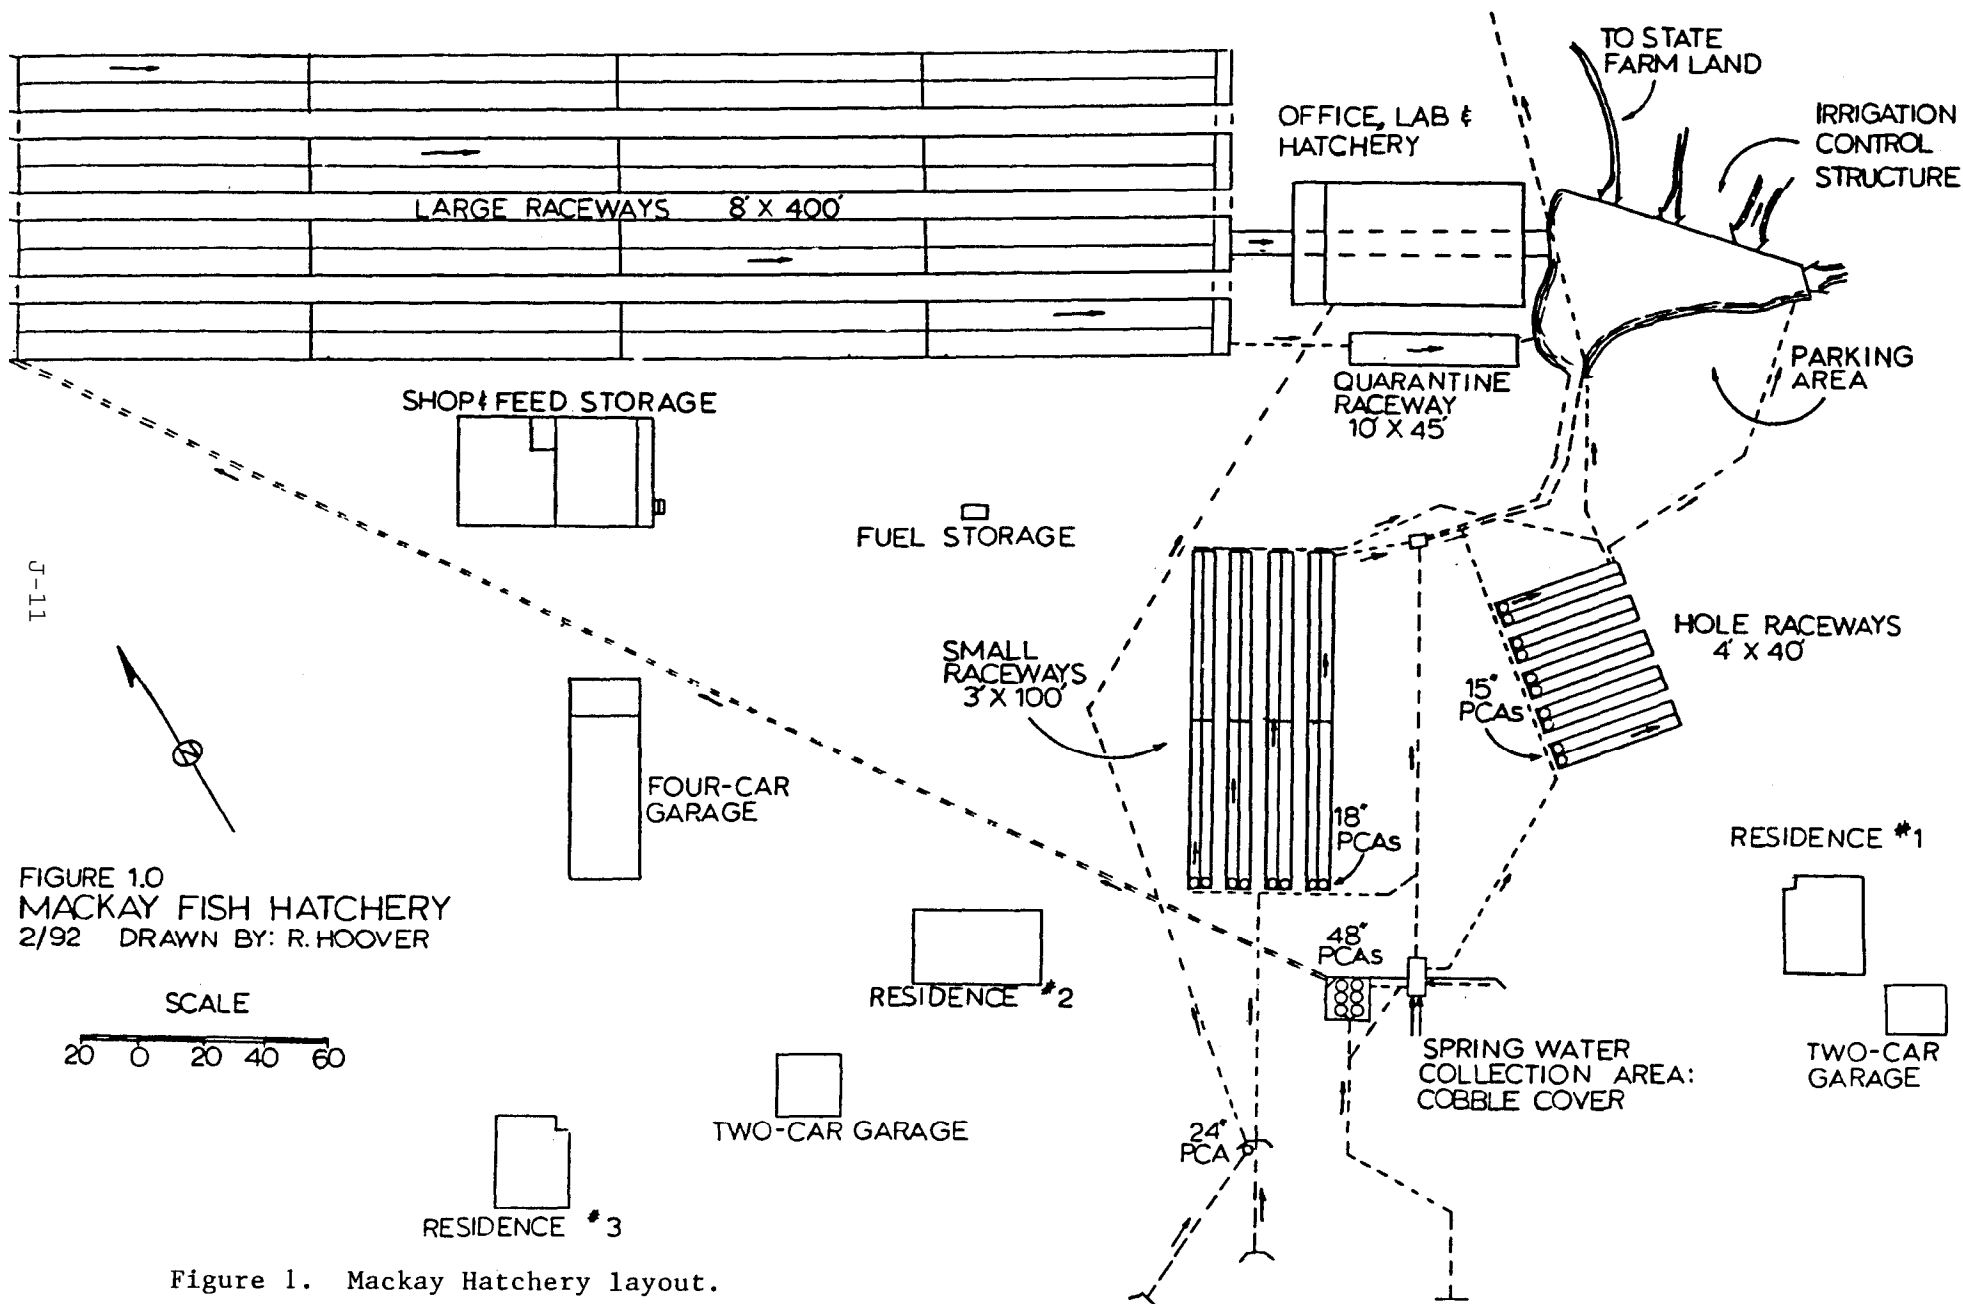 TO STATE
FARM LAND
IRRIGATION
CONTROL
STRUCTURE
OFFICE, LAB &
HATCHERY
LARGE RACEWAYS 8' X 400'
PARKING
AREA
QUARANTINE
RACEWAY
10' X 45'
SHOP & FEED STORAGE
FUEL STORAGE
J-11
HOLE RACEWAYS
4' X 40'
SMALL
RACEWAYS
3' X 100'
15"
PCAs
N
FOUR-CAR
GARAGE
18"
PCAs
RESIDENCE #1
FIGURE 1.0
MACKAY FISH HATCHERY
2/92 DRAWN BY: R. HOOVER
48"
PCAs
RESIDENCE #2
SCALE
20 0 20 40 60
SPRING WATER
COLLECTION AREA:
COBBLE COVER
TWO-CAR
GARAGE
TWO-CAR GARAGE
24"
PCA
RESIDENCE #3
Figure 1. Mackay Hatchery layout.